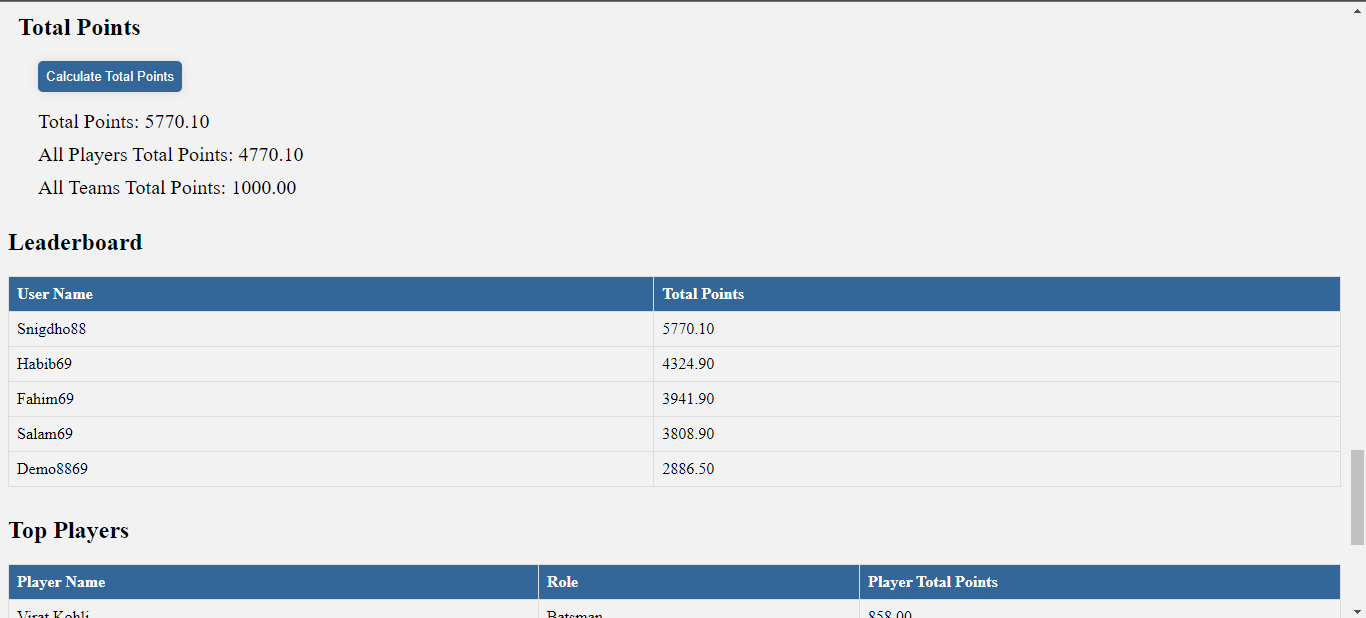 Total Points
Calculate Total Points
Total Points: 5770.10
All Players Total Points: 4770.10
All Teams Total Points: 1000.00
Leaderboard
User Name Total Points
Snigdho88 5770.10
Habib69 4324.90
Fahim69 3941.90
Salam69 3808.90
Demo8869 2886.50
Top Players
Player Name Role Player Total Points
Virat Kohli Batsman 858.00